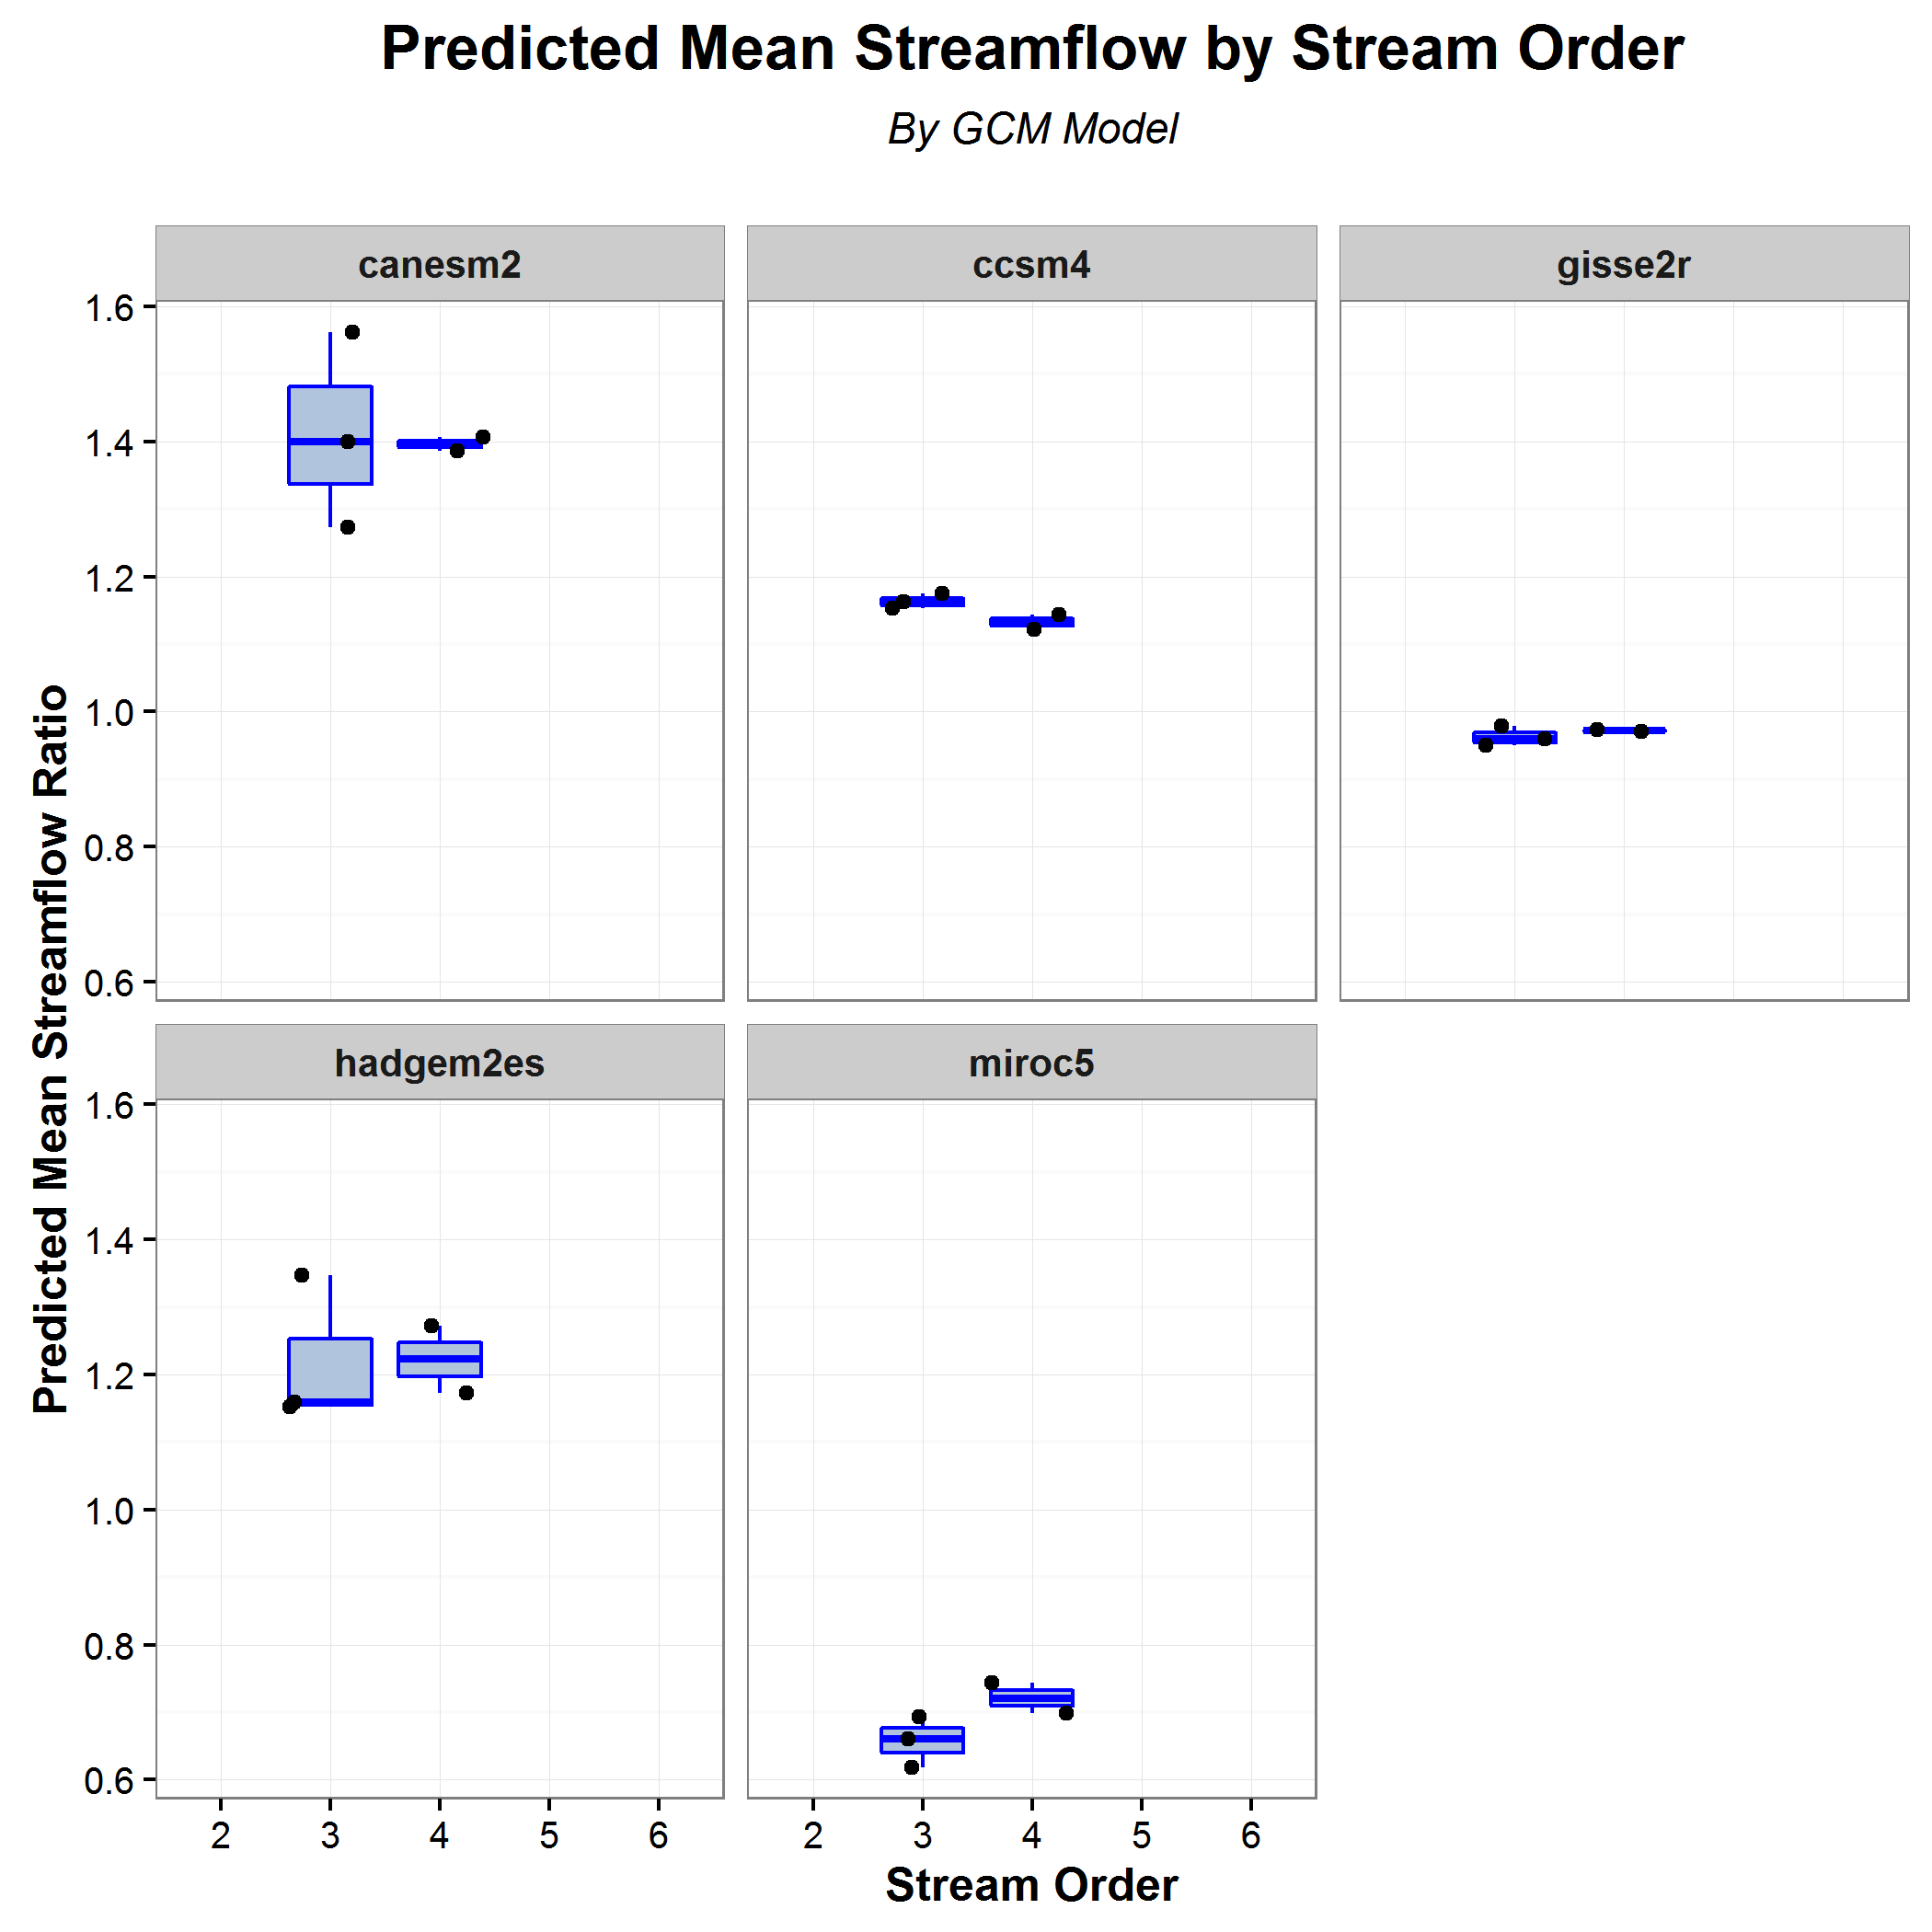 Predicted Mean Streamflow by Stream Order
By GCM Model
canesm2
ccsm4
gisse2r
1.6
1.4
1.2
1.0
0.8
0.6
Predicted Mean Streamflow Ratio
hadgem2es
miroc5
1.6
1.4
1.2
1.0
0.8
0.6
2 3 4 5 6
2 3 4 5 6
Stream Order